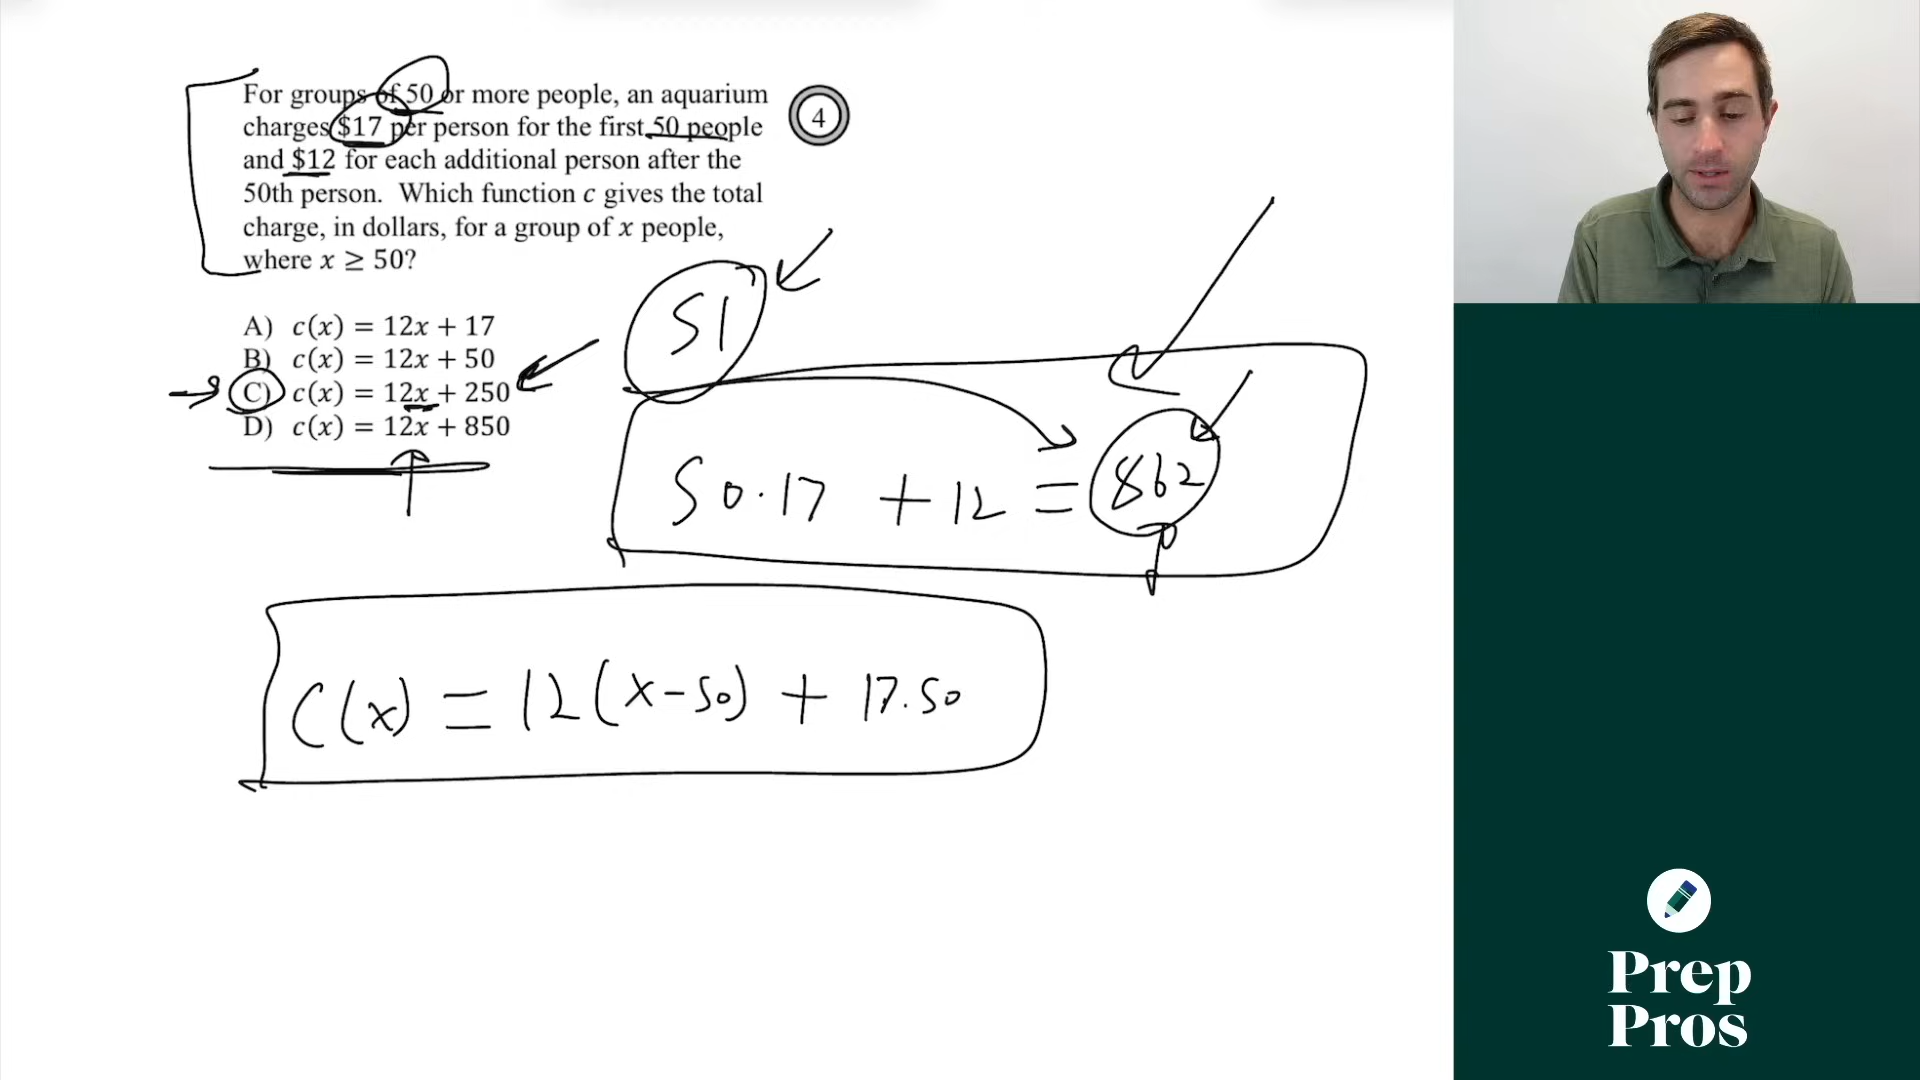 For groups of 50 or more people, an aquarium
charges $17 per person for the first 50 people
and $12 for each additional person after the
50th person. Which function c gives the total
charge, in dollars, for a group of x people,
where x ≥ 50?
4
A) c(x) = 12x + 17
B) c(x) = 12x + 50
C) c(x) = 12x + 250
D) c(x) = 12x + 850
51
50.17 + 12 = 862
C(x) = 12(x-50) + 17.50
Prep
Pros